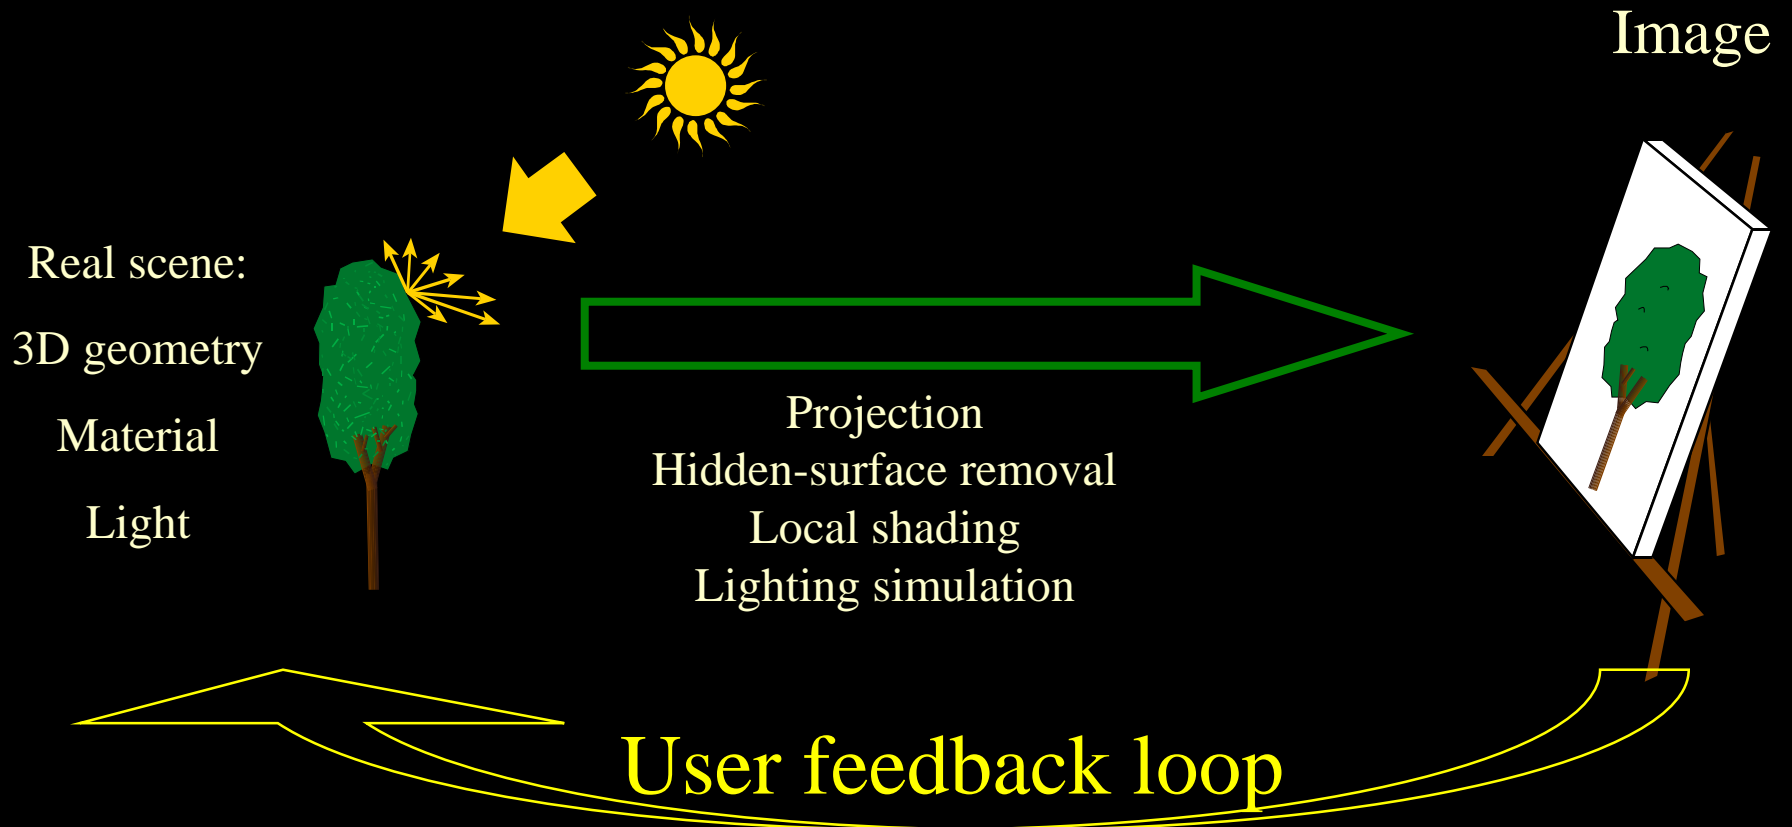 Image
Real scene:
3D geometry
Material
Light
Projection
Hidden-surface removal
Local shading
Lighting simulation
User feedback loop